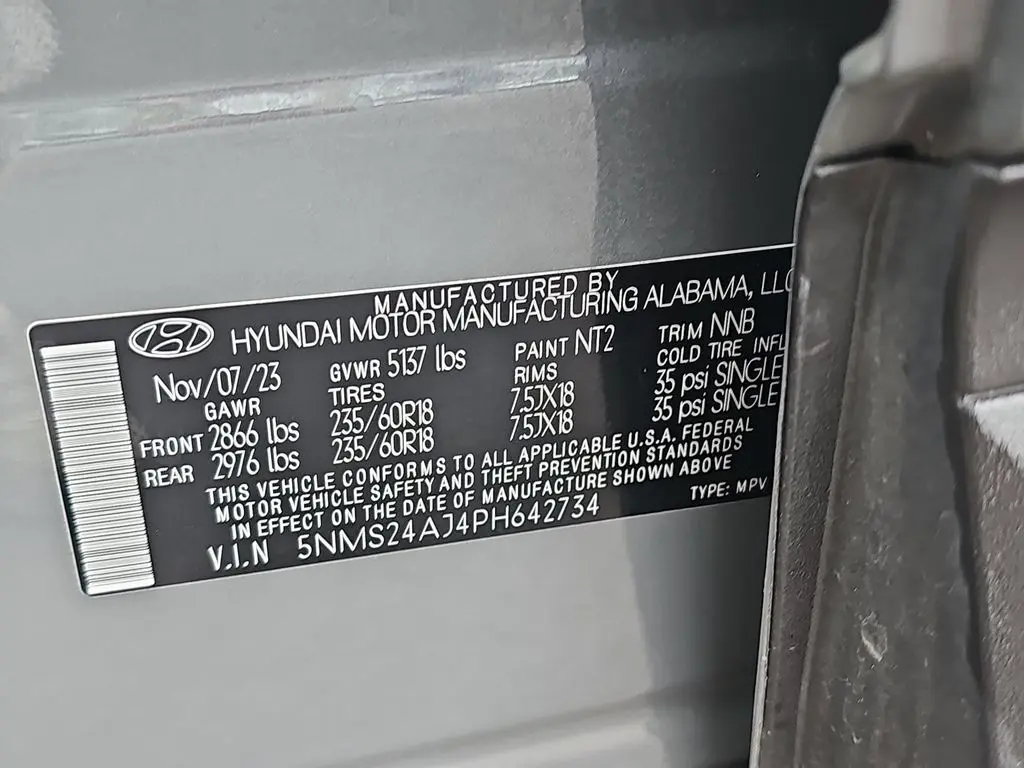 MANUFACTURED BY
HYUNDAI MOTOR MANUFACTURING ALABAMA, LLC
Nov/07/23 GVWR 5137 lbs PAINT NT2 TRIM NNB
GAWR TIRES RIMS COLD TIRE INFL
FRONT 2866 lbs 235/60R18 7.5JX18 35 psi SINGLE
REAR 2976 lbs 235/60R18 7.5JX18 35 psi SINGLE
THIS VEHICLE CONFORMS TO ALL APPLICABLE U.S.A. FEDERAL
MOTOR VEHICLE SAFETY AND THEFT PREVENTION STANDARDS
IN EFFECT ON THE DATE OF MANUFACTURE SHOWN ABOVE
V.I.N 5NMS24AJ4PH642734 TYPE: MPV